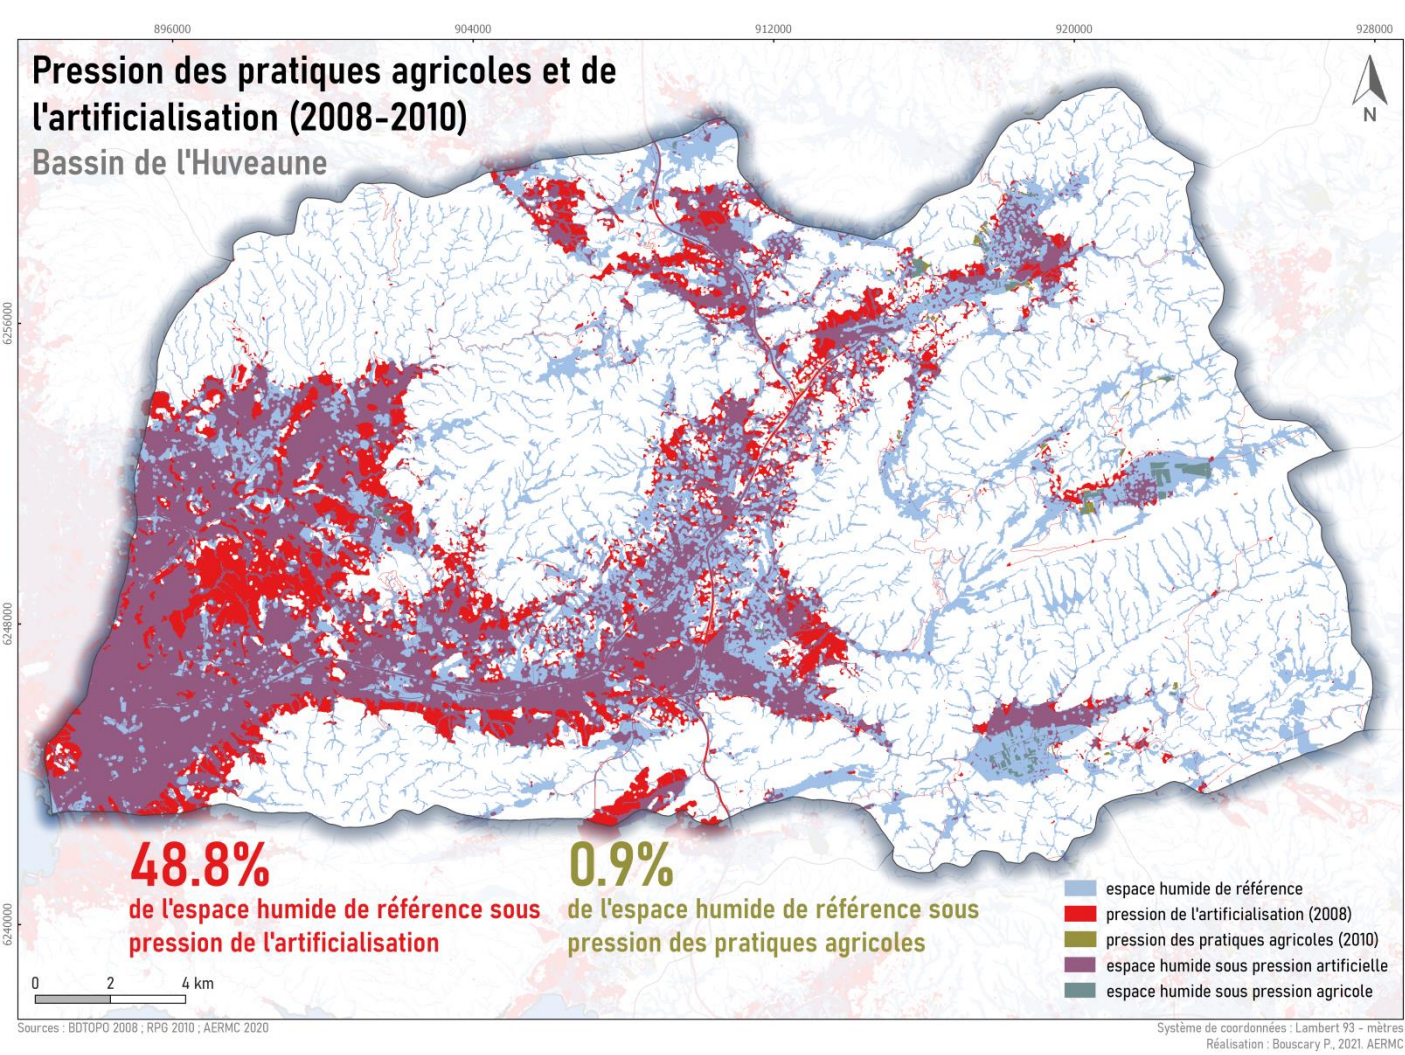 896000
904000
912000
920000
928000
Pression des pratiques agricoles et de
l'artificialisation (2008-2010)
Bassin de l'Huveaune
N
6256000
6248000
6240000
48.8%
de l'espace humide de référence sous
pression de l'artificialisation
0.9%
de l'espace humide de référence sous
pression des pratiques agricoles
espace humide de référence
pression de l'artificialisation (2008)
pression des pratiques agricoles (2010)
espace humide sous pression artificielle
espace humide sous pression agricole
0 2 4 km
Sources : BDTOPO 2008 ; RPG 2010 ; AERMC 2020
Système de coordonnées : Lambert 93 - mètres
Réalisation : Bouscary P., 2021. AERMC